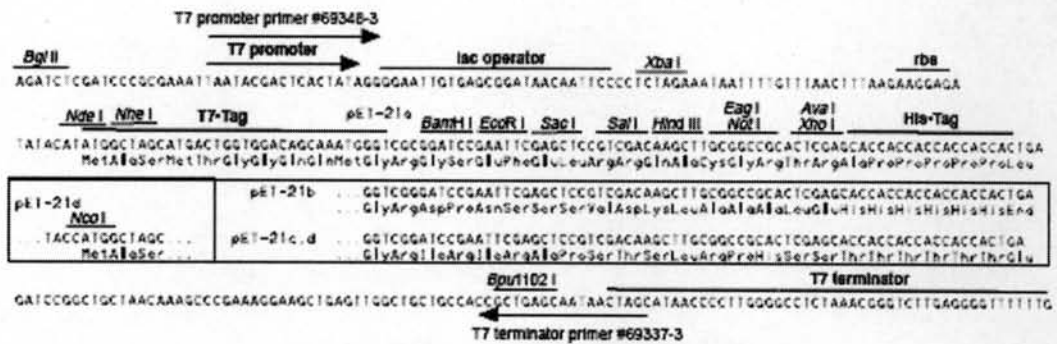 T7 promoter primer #69348-3
Bgl II T7 promoter lac operator Xba I rbs
AGATCTCGATCCCGCGAAATTAATACGACTCACTATAGGGGAATTGTGAGCGGATAACAATTCCCCTCTAGAAATAATTTTGTTTAACTTTAAGAAGGAGA
Nde I Nhe I T7-Tag pET-21a BamH I EcoR I Sac I Sal I Hind III Eag I Not I Ava I Xho I His•Tag
TATACATATGGCTAGCATGACTGGTGGACAGCAAATGGGTCGCGGATCCGAATTCGAGCTCCGTCGACAAGCTTGCGGCCGCACTCGAGCACCACCACCACCACCACTGA
MetAlaSerMetThrGlyGlyGlnGlnMetGlyArgGlySerGluPheGluLeuArgArgGlnAlaCysGlyArgThrArgAlaProProProProProLeu
pET-21b ...GGTCGGGATCCGAATTCGAGCTCCGTCGACAAGCTTGCGGCCGCACTCGAGCACCACCACCACCACCACTGA
GlyArgAspProAsnSerSerSerValAspLysLeuAlaAlaAlaLeuGluHisHisHisHisHisHisEnd
pET-21d
Nco I
...TACCATGGCTAGC...
MetAlaSer
pET-21c,d ...GGTCGGATCCGAATTCGAGCTCCGTCGACAAGCTTGCGGCCGCACTCGAGCACCACCACCACCACCACTGA
GlyArgIleArgIleArgAlaProSerThrSerLeuArgProHisSerSerThrThrThrThrThrThrGlu
Bpu1102 I T7 terminator
GATCCGGCTGCTAACAAAGCCCGAAAGGAAGCTGAGTTGGCTGCTGCCACCGCTGAGCAATAACTAGCATAACCCCTTGGGGCCTCTAAACGGGTCTTGAGGGGTTTTTTG
T7 terminator primer #69337-3